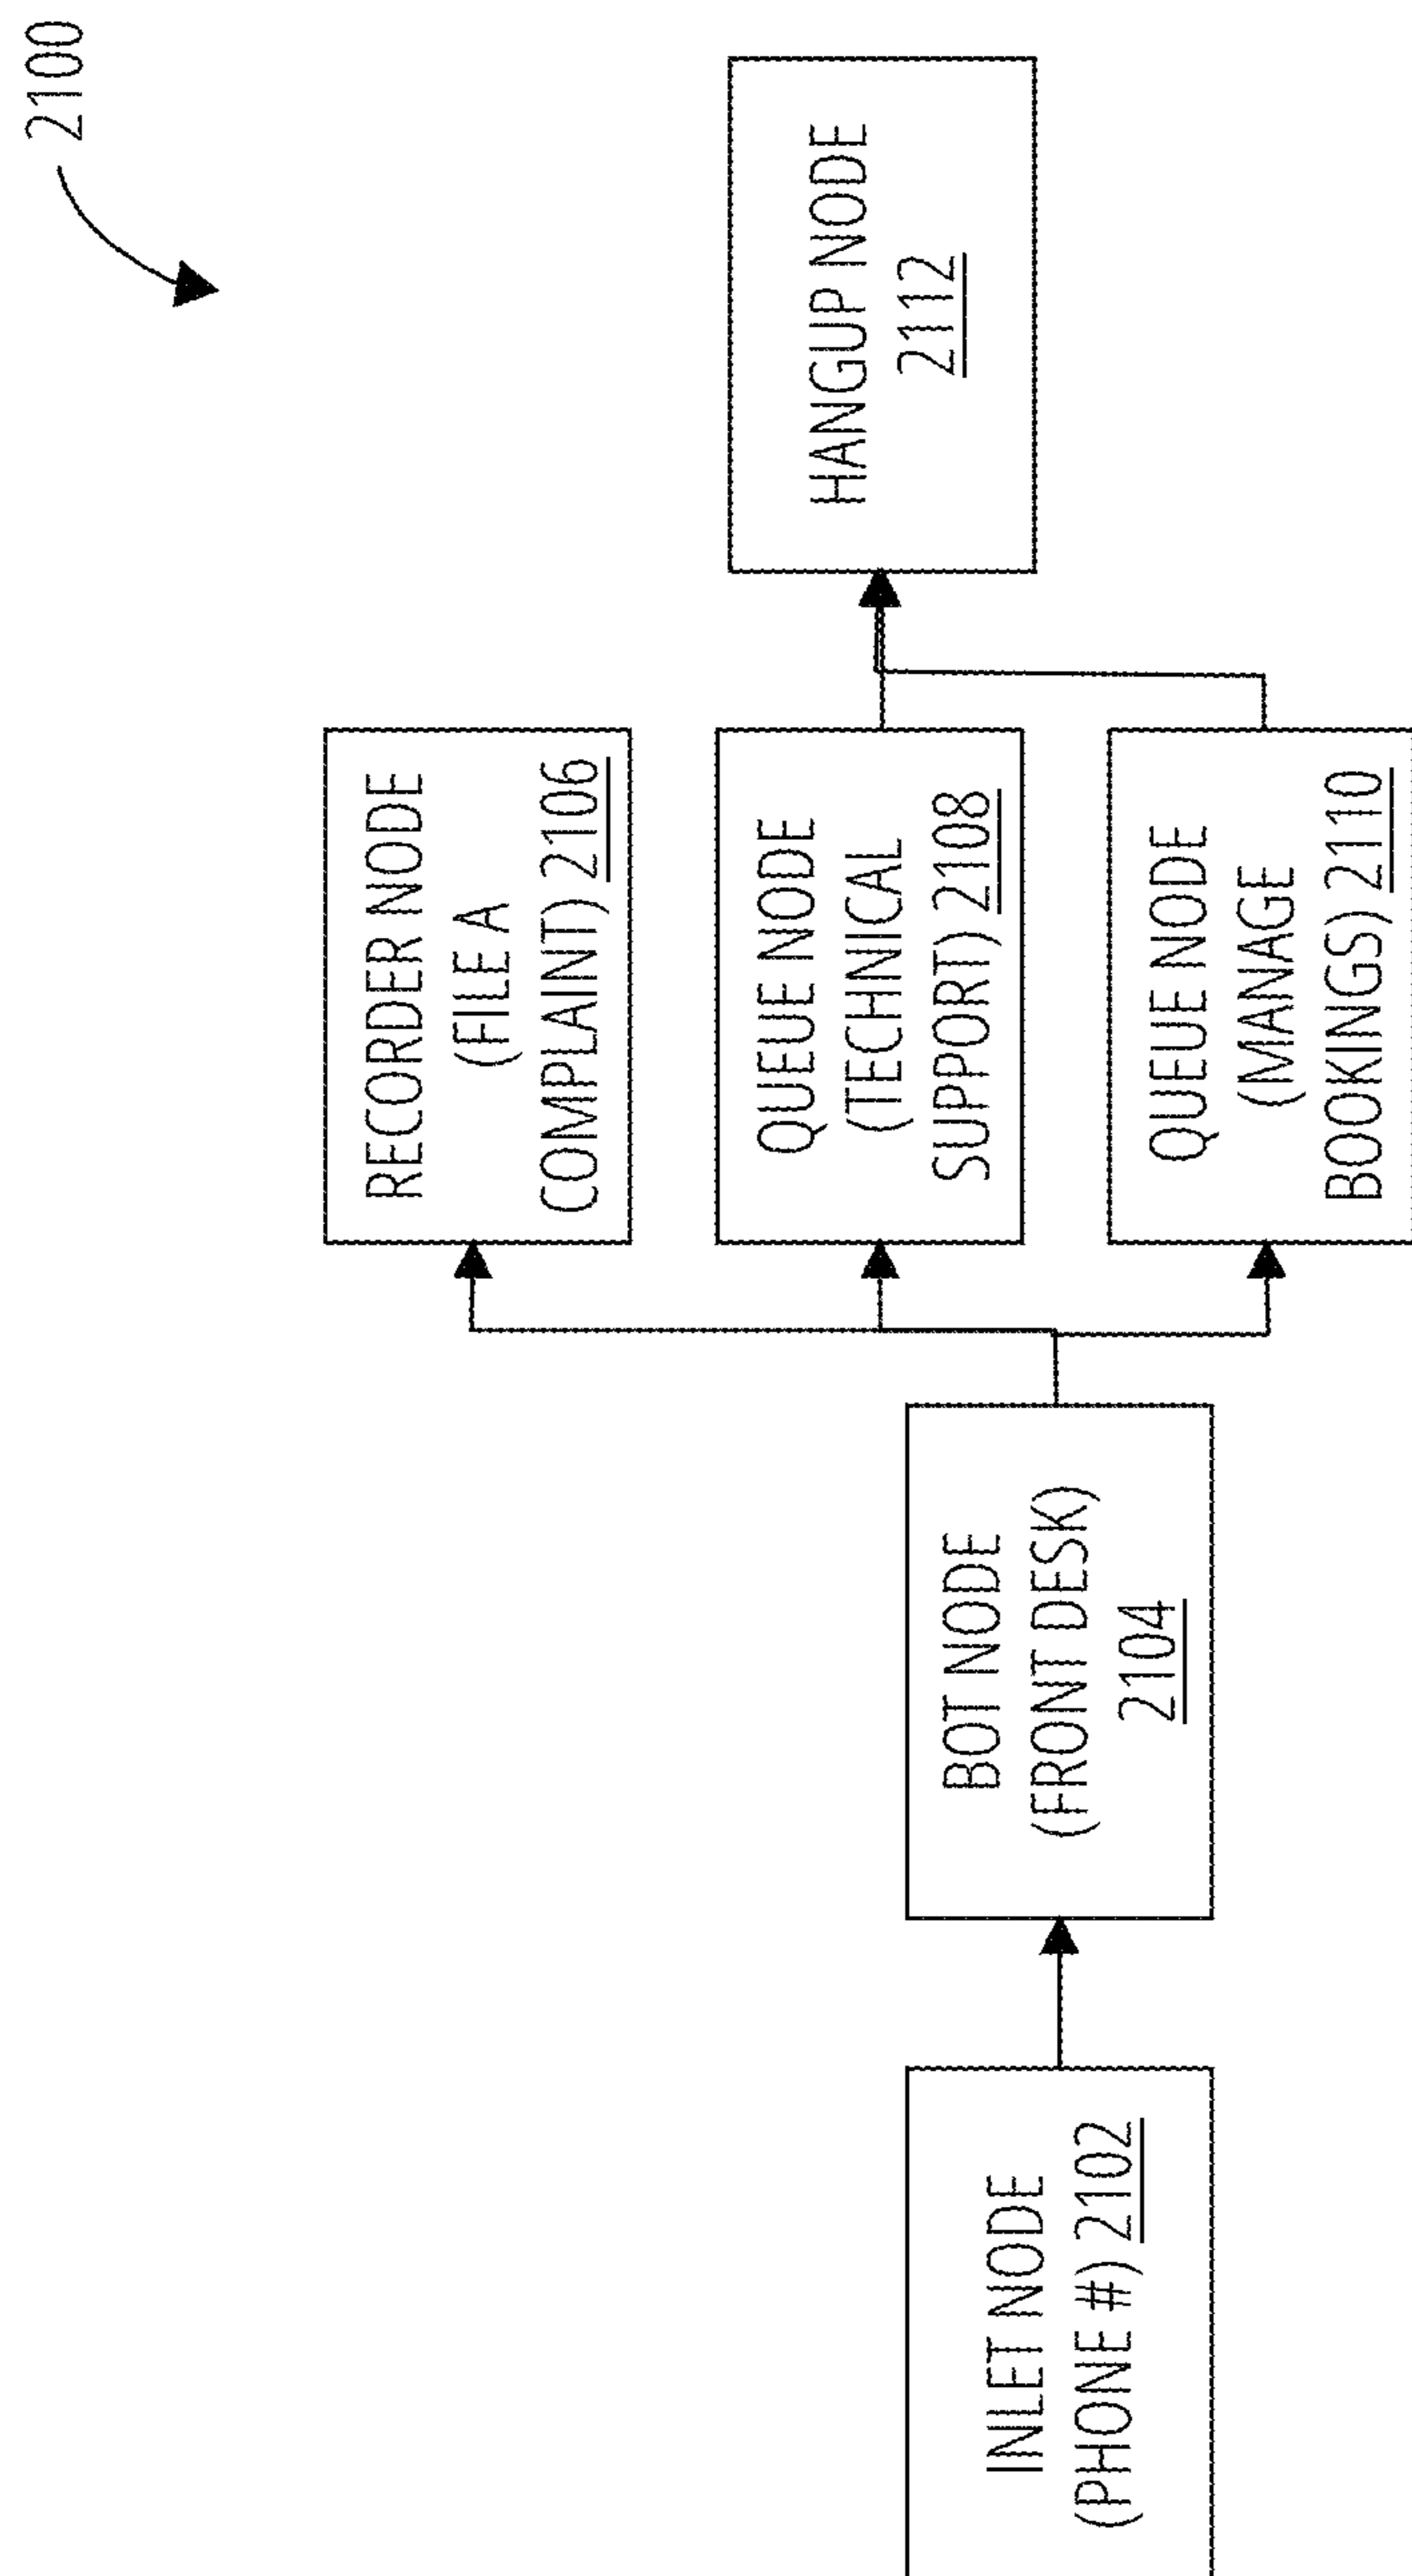 2100
INLET NODE
(PHONE #) 2102
BOT NODE
(FRONT DESK)
2104
RECORDER NODE
(FILE A
COMPLAINT) 2106
QUEUE NODE
(TECHNICAL
SUPPORT) 2108
QUEUE NODE
(MANAGE
BOOKINGS) 2110
HANGUP NODE
2112